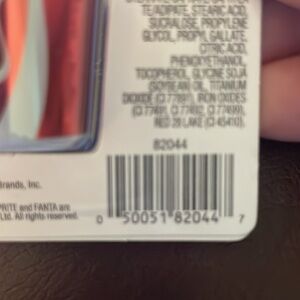 STEARIC ACID,
SUCRALOSE, PROPYLENE
GLYCOL, PROPYL GALLATE,
CITRIC ACID,
PHENOXYETHANOL,
TOCOPHEROL, GLYCINE SOJA
(SOYBEAN) OIL, TITANIUM
DIOXIDE (CI 77891), IRON OXIDES
(CI 77491, CI 77492, CI 77499),
RED 28 LAKE (CI 45410).
82044
Brands, Inc.
PRITE and FANTA are
Ltd. All rights reserved.
0 50051 82044 7